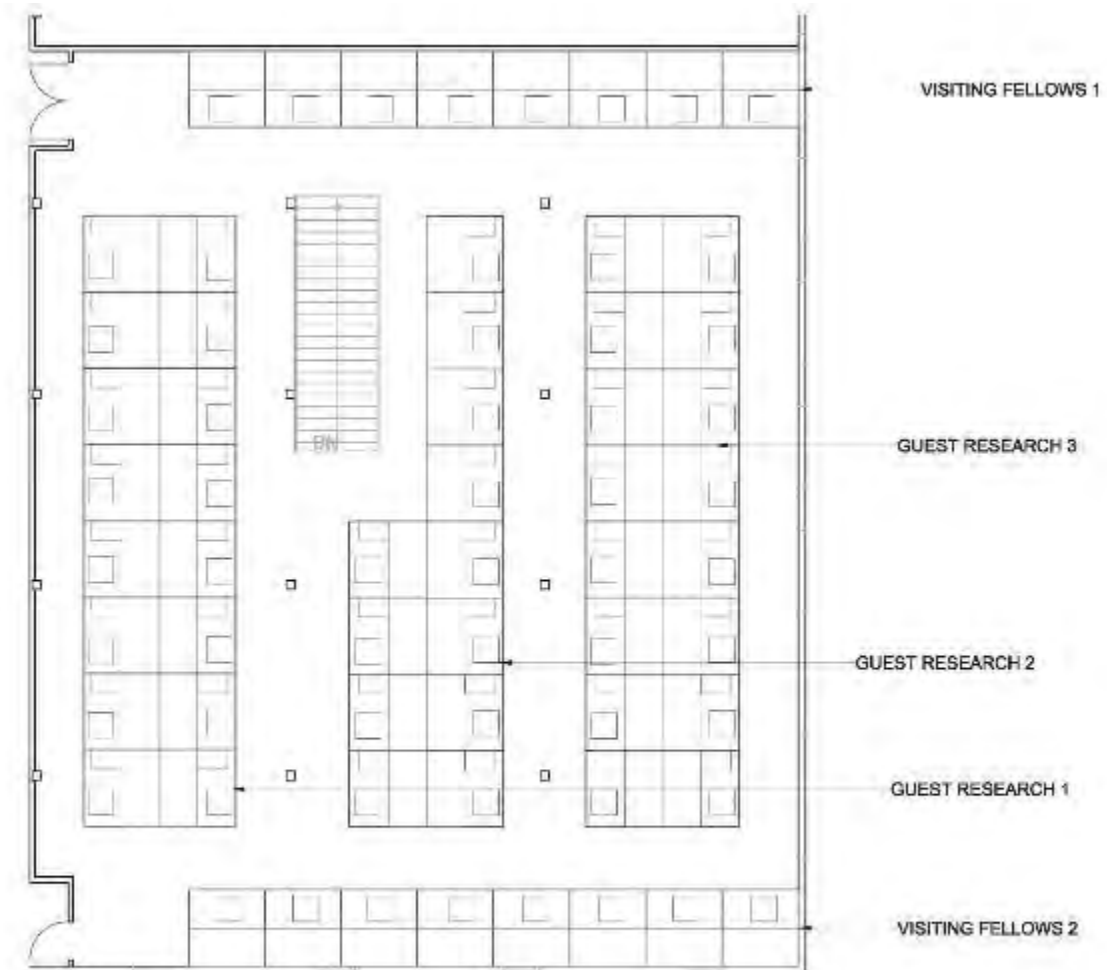 VISITING FELLOWS 1
GUEST RESEARCH 3
GUEST RESEARCH 2
GUEST RESEARCH 1
VISITING FELLOWS 2